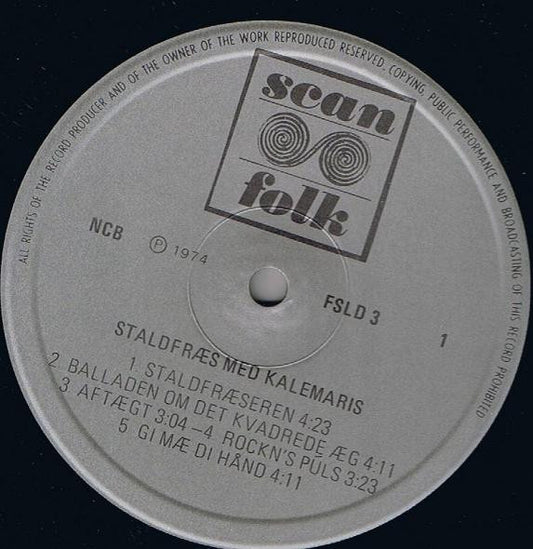 ALL RIGHTS OF THE RECORD PRODUCER AND OF THE OWNER OF THE WORK REPRODUCED RESERVED, COPYING, PUBLIC PERFORMANCE AND BROADCASTING OF THIS RECORD PROHIBITED
scan
folk
NCB
Ⓟ 1974
FSLD 3
1
STALDFRÆS MED KALEMARIS
1. STALDFRÆSEREN 4:23
2. BALLADEN OM DET KVADREDE ÆG 4:11
3 AFTÆGT 3:04 – 4 ROCKN'S PULS 3:23
5 GI MÆ DI HÅND 4:11